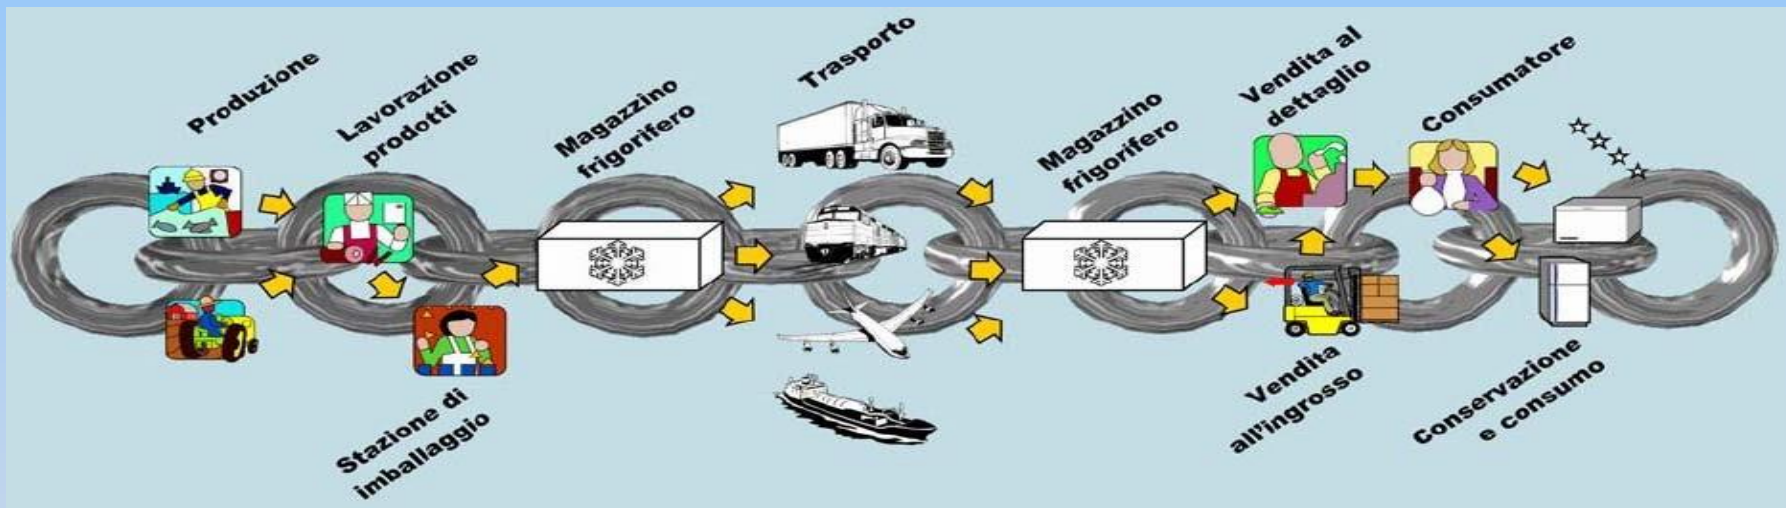 Produzione
Lavorazione
prodotti
Stazione di
imballaggio
Magazzino
frigorifero
Trasporto
Magazzino
frigorifero
Vendita al
dettaglio
Vendita
all'ingrosso
Consumatore
Conservazione
e consumo